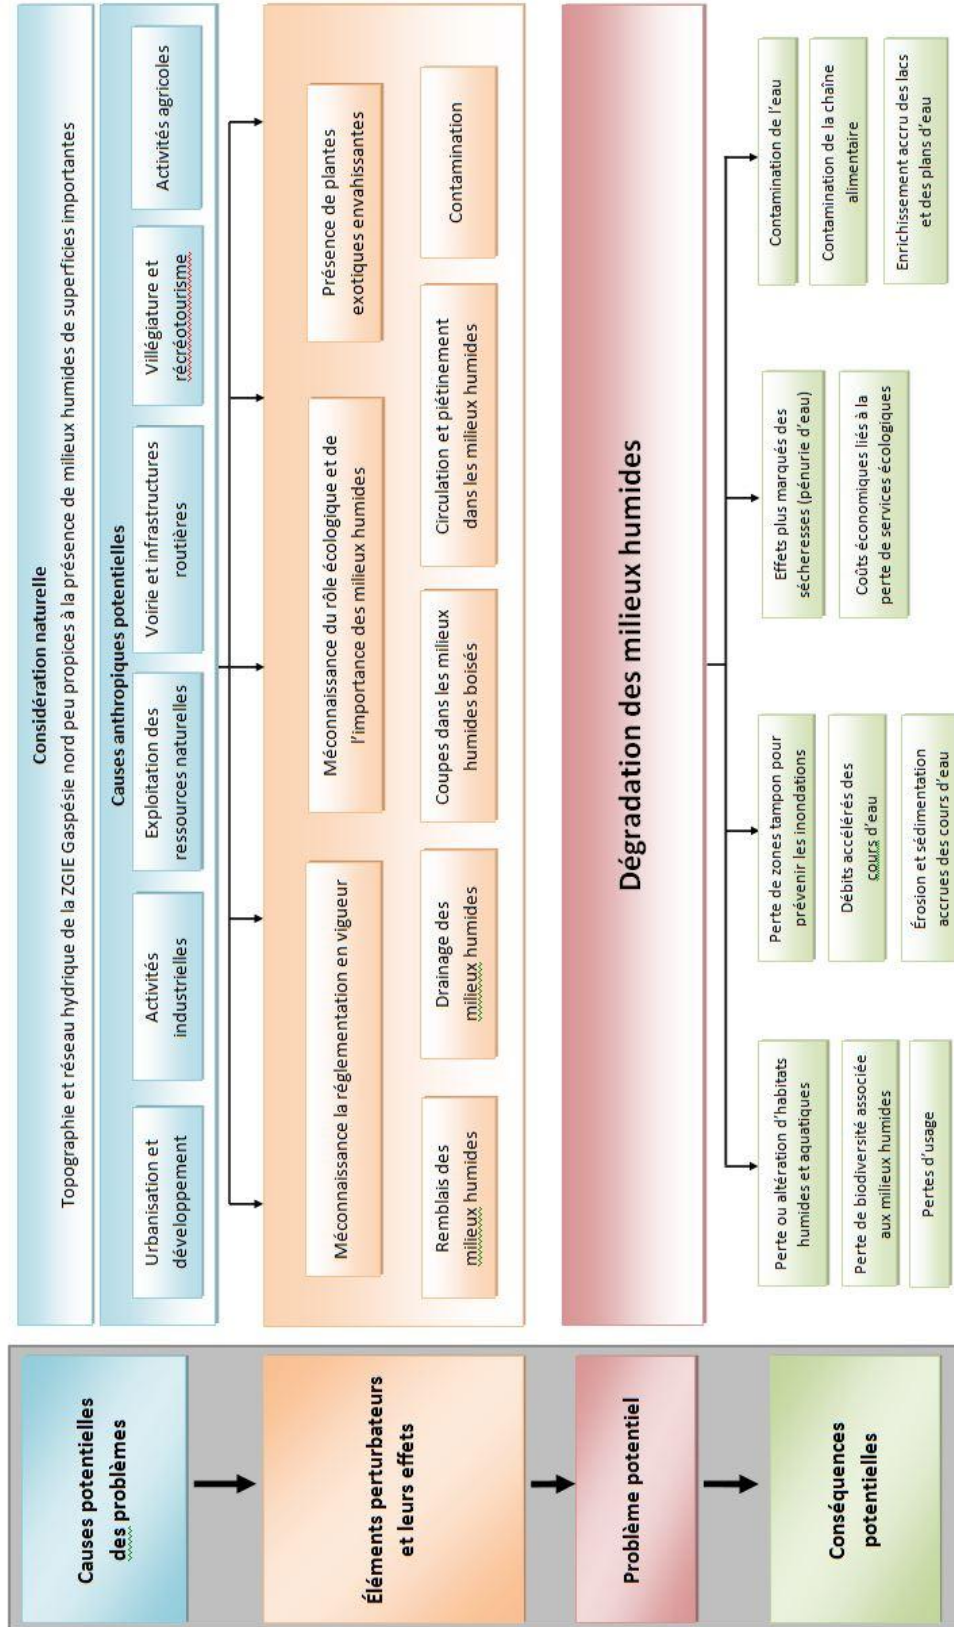 Considération naturelle
Topographie et réseau hydrique de la ZGIE Gaspésie nord peu propices à la présence de milieux humides de superficies importantes
Causes potentielles
des problèmes
Causes anthropiques potentielles
Urbanisation et
développement
Activités
industrielles
Exploitation des
ressources naturelles
Voirie et infrastructures
routières
Villégiature et
récréotourisme
Activités agricoles
Éléments perturbateurs
et leurs effets
Méconnaissance la réglementation en vigueur
Méconnaissance du rôle écologique et de
l'importance des milieux humides
Présence de plantes
exotiques envahissantes
Remblais des
milieux humides
Drainage des
milieux humides
Coupes dans les milieux
humides boisés
Circulation et piétinement
dans les milieux humides
Contamination
Problème potentiel
Dégradation des milieux humides
Conséquences
potentielles
Perte ou altération d'habitats
humides et aquatiques
Perte de biodiversité associée
aux milieux humides
Pertes d'usage
Perte de zones tampon pour
prévenir les inondations
Débits accélérés des
cours d'eau
Érosion et sédimentation
accrues des cours d'eau
Effets plus marqués des
sécheresses (pénurie d'eau)
Coûts économiques liés à la
perte de services écologiques
Contamination de l'eau
Contamination de la chaîne
alimentaire
Enrichissement accru des lacs
et des plans d'eau